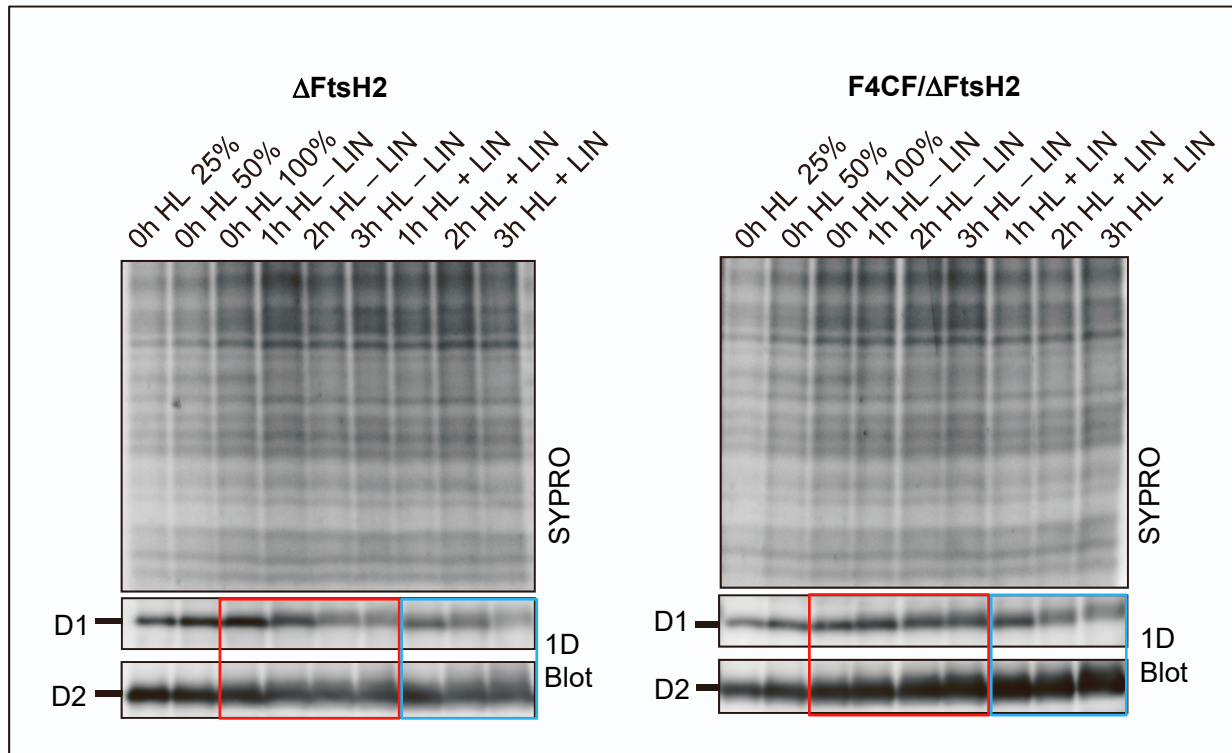 ΔFtsH2
0h HL 25%
0h HL 50%
0h HL 100%
1h HL – LIN
2h HL – LIN
3h HL – LIN
1h HL + LIN
2h HL + LIN
3h HL + LIN
SYPRO
D1
D2
1D
Blot
F4CF/ΔFtsH2
0h HL 25%
0h HL 50%
0h HL 100%
1h HL – LIN
2h HL – LIN
3h HL – LIN
1h HL + LIN
2h HL + LIN
3h HL + LIN
SYPRO
D1
D2
1D
Blot